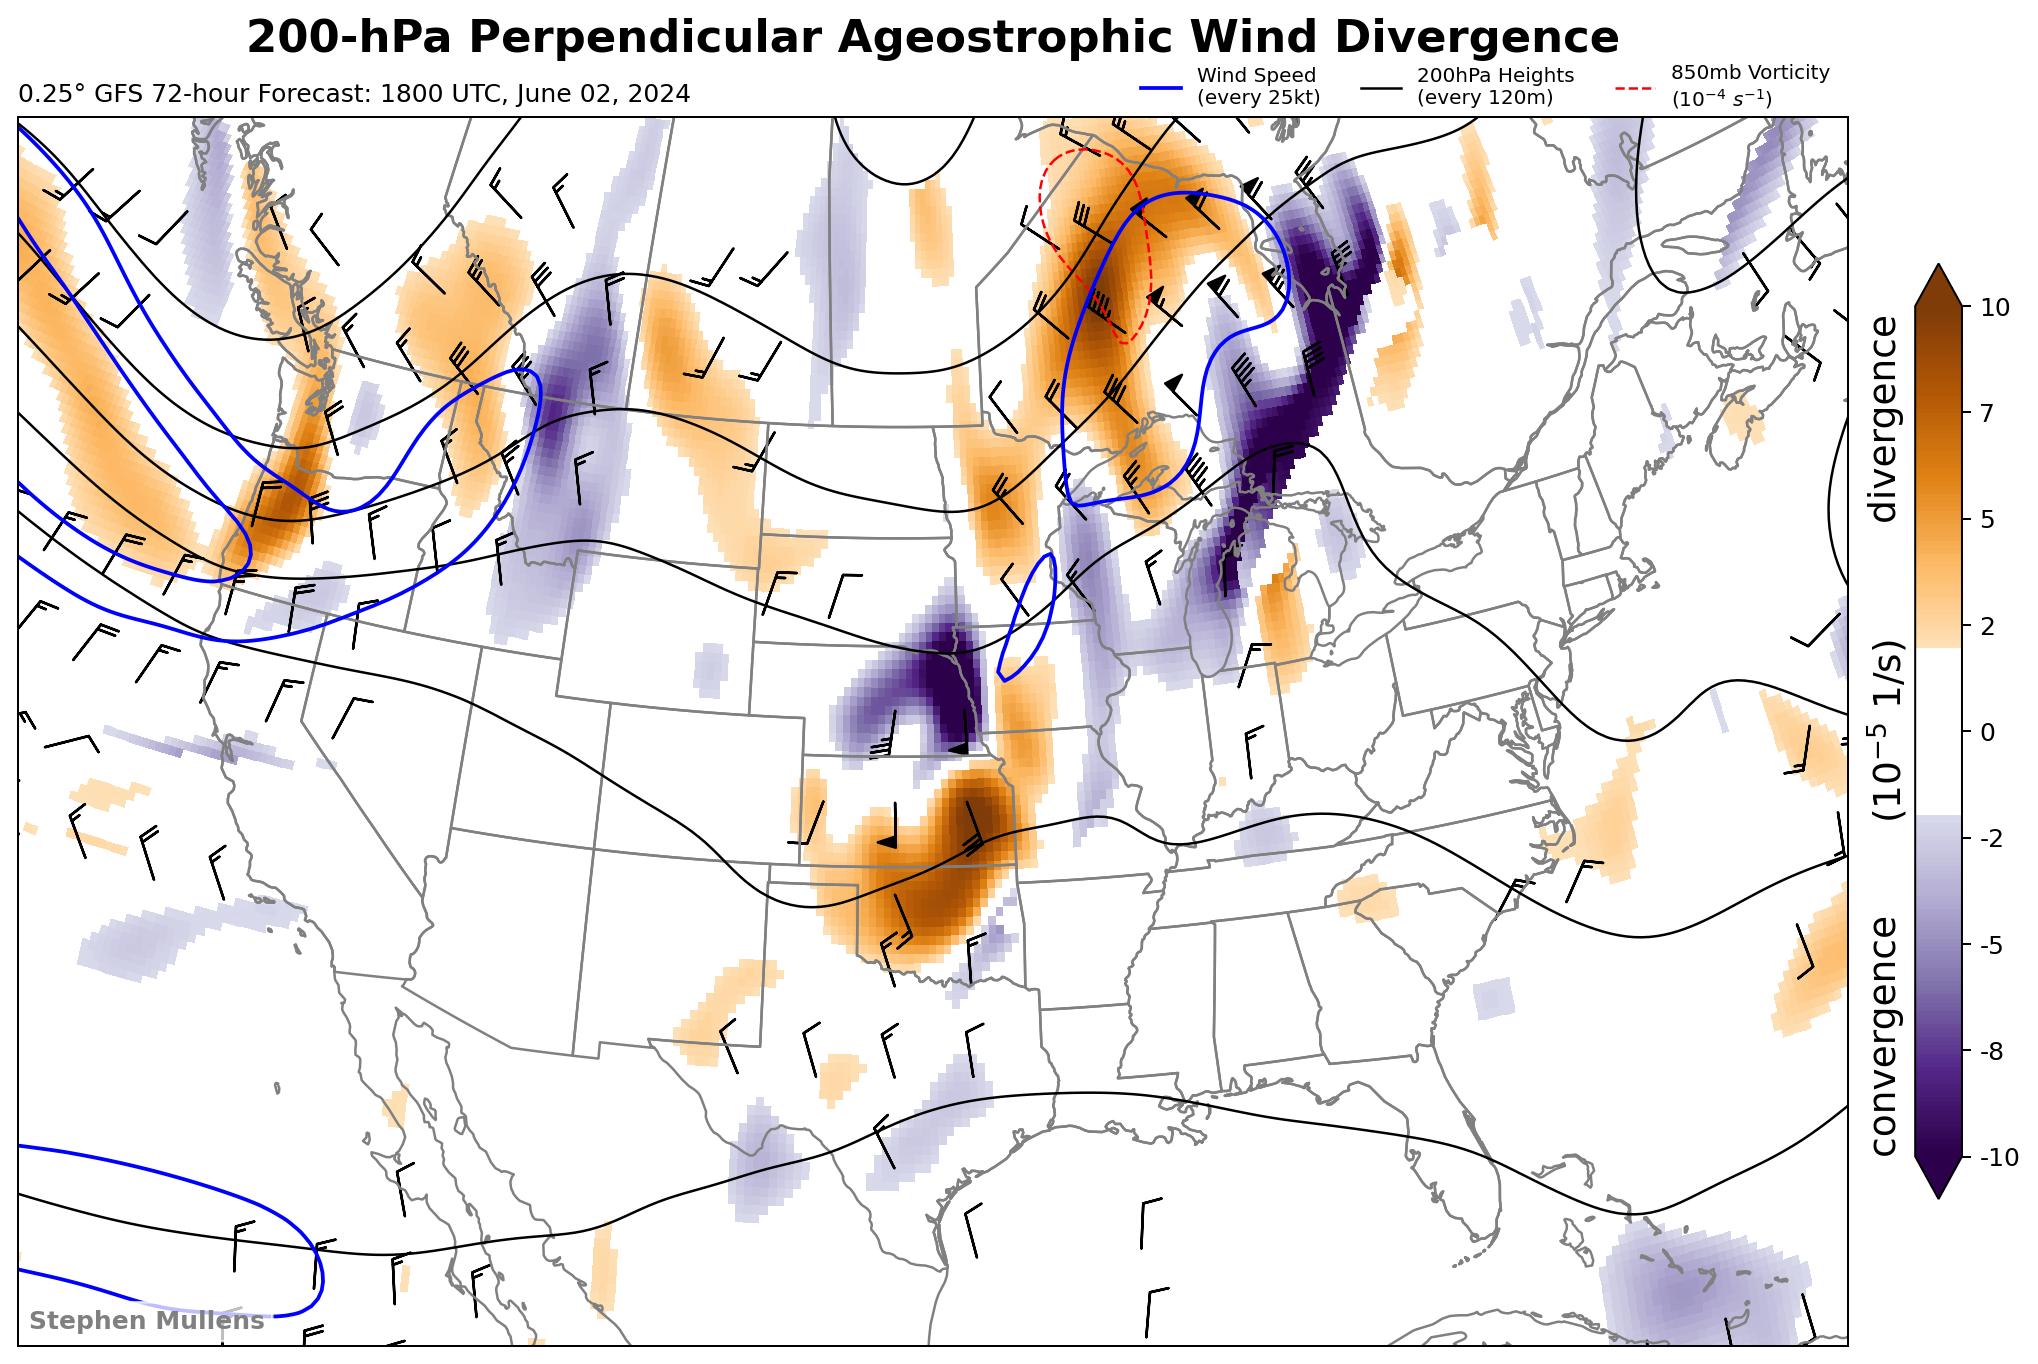 200-hPa Perpendicular Ageostrophic Wind Divergence
0.25° GFS 72-hour Forecast: 1800 UTC, June 02, 2024
Wind Speed
(every 25kt)
200hPa Heights
(every 120m)
850mb Vorticity
(10⁻⁴ s⁻¹)
10
7
5
2
0
-2
-5
-8
-10
convergence (10⁻⁵ 1/s) divergence
Stephen Mullens